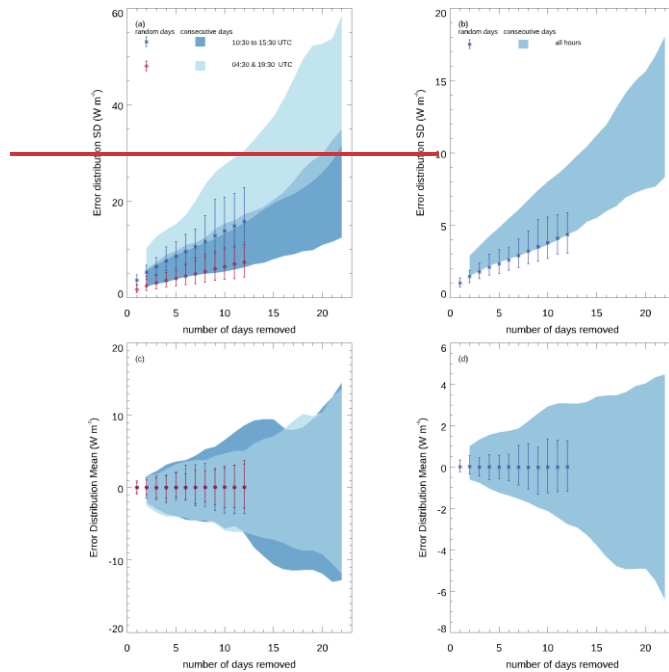 (a)
random days consecutive days
10:30 to 15:30 UTC
04:30 & 19:30 UTC
Error distribution SD (W m⁻²)
60
40
20
0
0 5 10 15 20
number of days removed
(b)
random days consecutive days
all hours
Error distribution SD (W m⁻²)
20
15
10
5
0
0 5 10 15 20
number of days removed
(c)
Error Distribution Mean (W m⁻²)
20
10
0
-10
-20
0 5 10 15 20
number of days removed
(d)
Error Distribution Mean (W m⁻²)
6
4
2
0
-2
-4
-6
-8
0 5 10 15 20
number of days removed